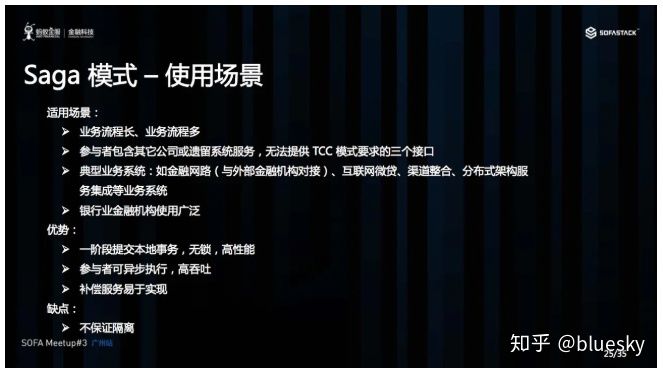 蚂蚁金服 金融科技
SOFASTACK
Saga 模式 – 使用场景
适用场景：
➢ 业务流程长、业务流程多
➢ 参与者包含其它公司或遗留系统服务，无法提供 TCC 模式要求的三个接口
➢ 典型业务系统：如金融网路（与外部金融机构对接）、互联网微贷、渠道整合、分布式架构服
务集成等业务系统
➢ 银行业金融机构使用广泛
优势：
➢ 一阶段提交本地事务，无锁，高性能
➢ 参与者可异步执行，高吞吐
➢ 补偿服务易于实现
缺点：
➢ 不保证隔离
SOFA Meetup#3 广州站
知乎 @bluesky
25/35